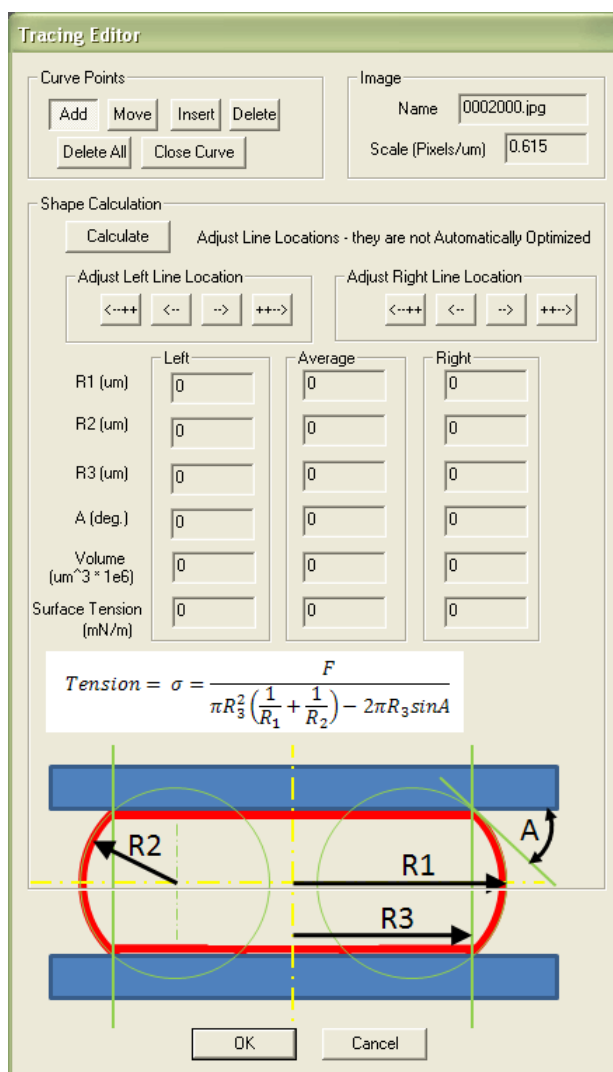 Tracing Editor
Curve Points
Add Move Insert Delete
Delete All Close Curve
Image
Name 0002000.jpg
Scale (Pixels/um) 0.615
Shape Calculation
Calculate Adjust Line Locations - they are not Automatically Optimized
Adjust Left Line Location
<--++ <-- --> ++-->
Adjust Right Line Location
<--++ <-- --> ++-->
Left Average Right
R1 (um) 0 0 0
R2 (um) 0 0 0
R3 (um) 0 0 0
A (deg.) 0 0 0
Volume
(um^3 * 1e6) 0 0 0
Surface Tension
(mN/m) 0 0 0
Tension = σ = F / (πR₃²(1/R₁ + 1/R₂) − 2πR₃sinA)
A
R2
R1
R3
OK Cancel